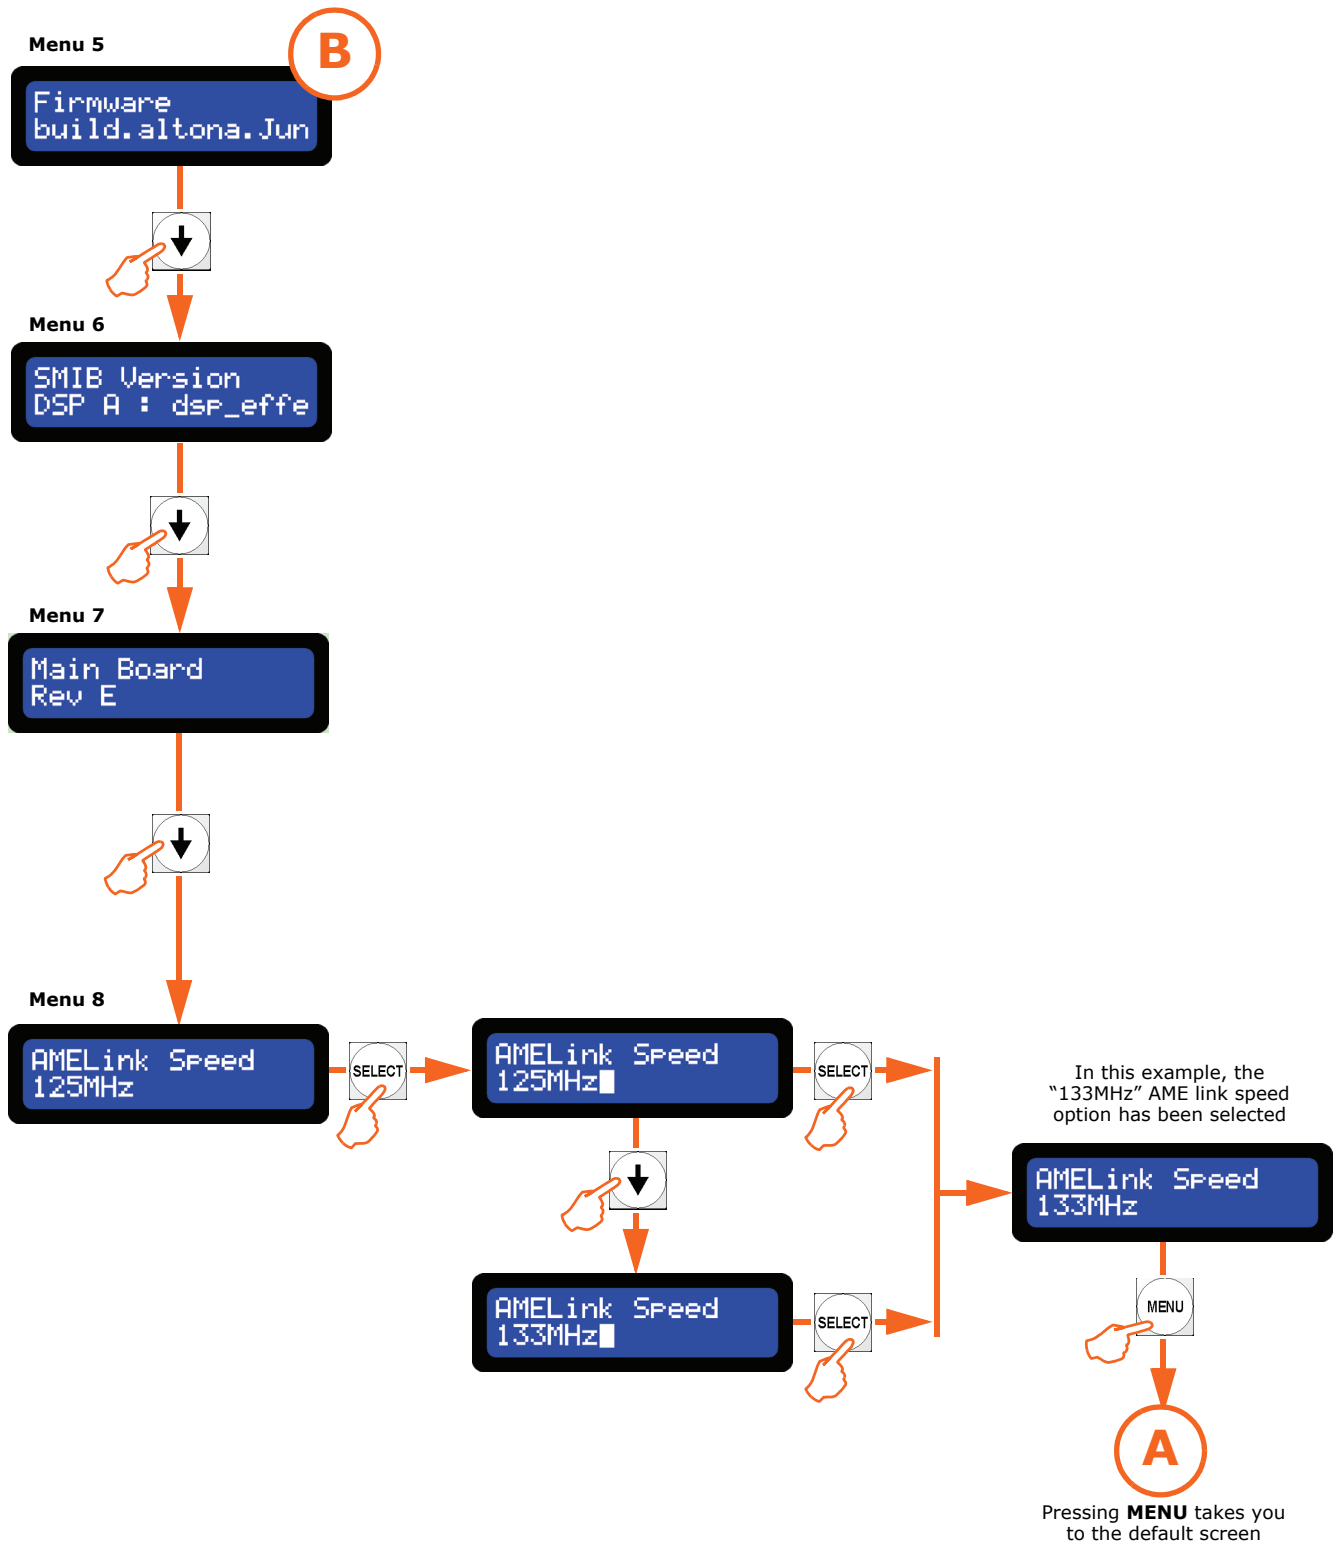 Menu 5
B
Firmware
build.altona.Jun
Menu 6
SMIB Version
DSP A : dsp_effe
Menu 7
Main Board
Rev E
Menu 8
AMELink Speed
125MHz
SELECT
AMELink Speed
125MHz
SELECT
AMELink Speed
133MHz
SELECT
In this example, the
“133MHz” AME link speed
option has been selected
AMELink Speed
133MHz
MENU
A
Pressing MENU takes you
to the default screen